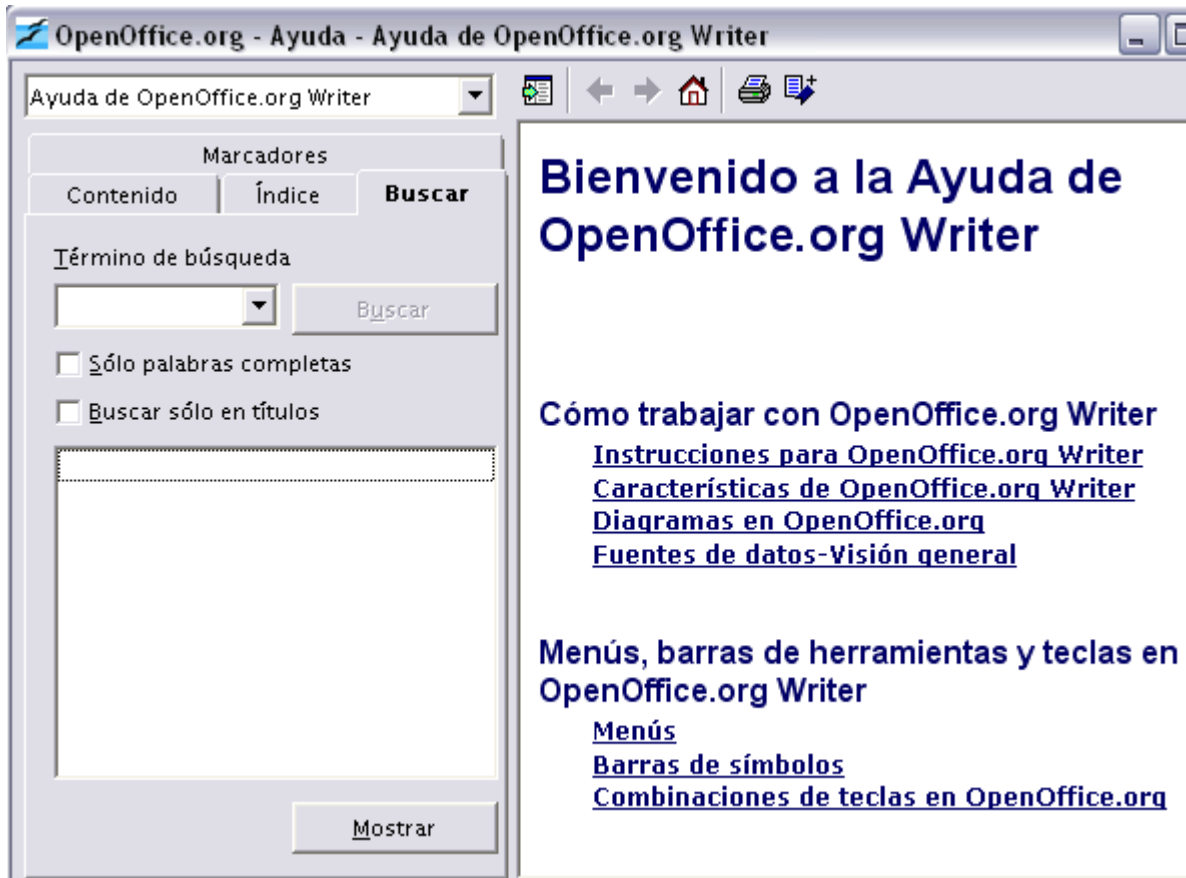 OpenOffice.org - Ayuda - Ayuda de OpenOffice.org Writer
Ayuda de OpenOffice.org Writer
Marcadores
Contenido
Índice
Buscar
Término de búsqueda
Buscar
Sólo palabras completas
Buscar sólo en títulos
Mostrar
Bienvenido a la Ayuda de
OpenOffice.org Writer
Cómo trabajar con OpenOffice.org Writer
Instrucciones para OpenOffice.org Writer
Características de OpenOffice.org Writer
Diagramas en OpenOffice.org
Fuentes de datos-Visión general
Menús, barras de herramientas y teclas en
OpenOffice.org Writer
Menús
Barras de símbolos
Combinaciones de teclas en OpenOffice.org